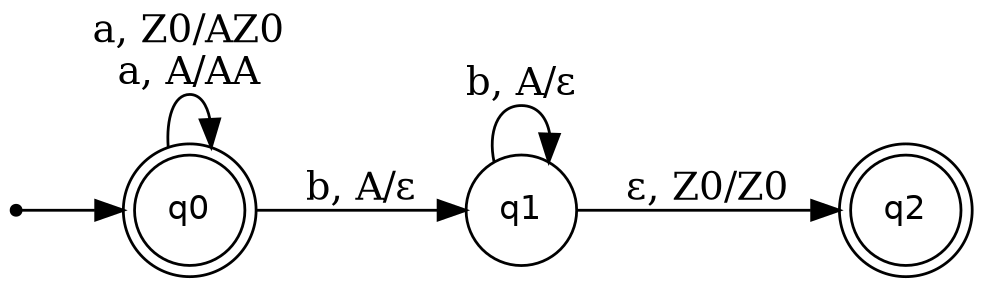 a, Z0/AZ0
a, A/AA
b, A/ε
q0
b, A/ε
q1
ε, Z0/Z0
q2